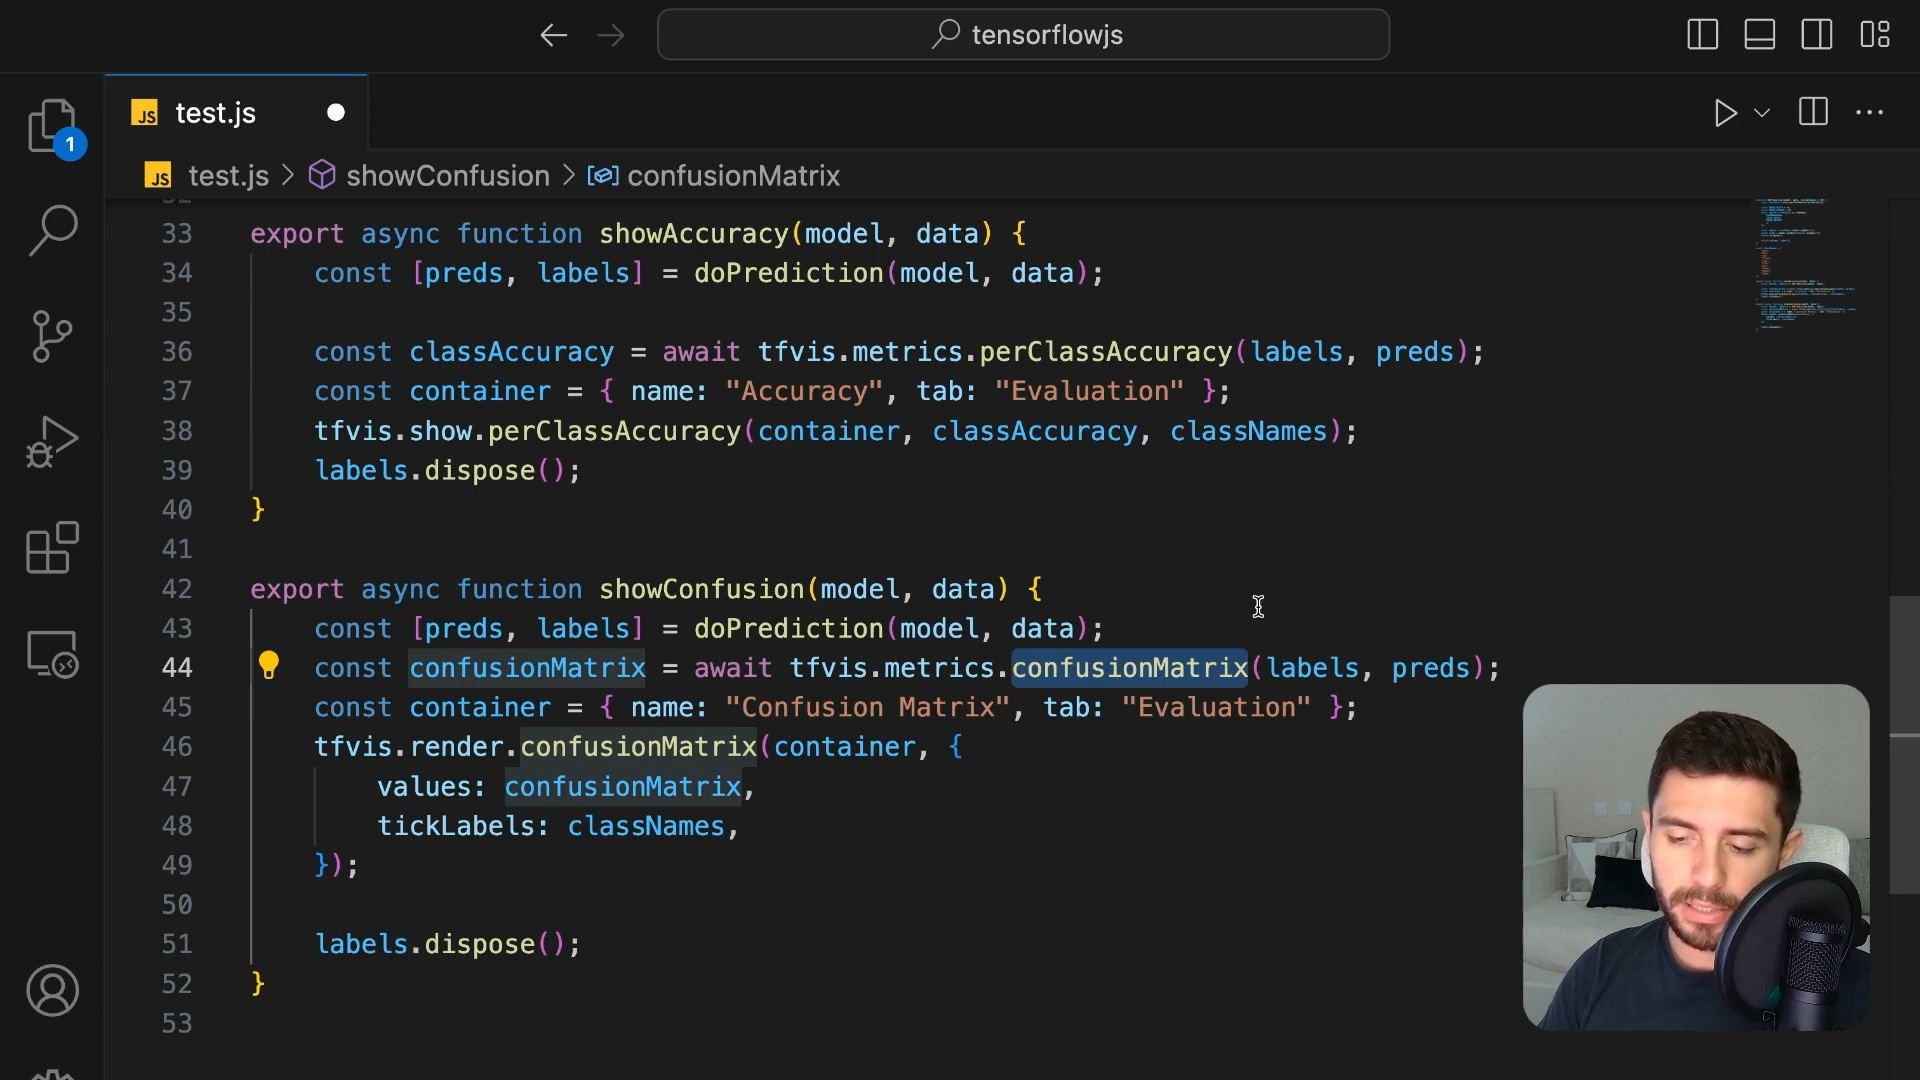 tensorflowjs
JS test.js
1
JS test.js > showConfusion > confusionMatrix
33 export async function showAccuracy(model, data) {
34 const [preds, labels] = doPrediction(model, data);
35
36 const classAccuracy = await tfvis.metrics.perClassAccuracy(labels, preds);
37 const container = { name: "Accuracy", tab: "Evaluation" };
38 tfvis.show.perClassAccuracy(container, classAccuracy, classNames);
39 labels.dispose();
40 }
41
42 export async function showConfusion(model, data) {
43 const [preds, labels] = doPrediction(model, data);
44 const confusionMatrix = await tfvis.metrics.confusionMatrix(labels, preds);
45 const container = { name: "Confusion Matrix", tab: "Evaluation" };
46 tfvis.render.confusionMatrix(container, {
47 values: confusionMatrix,
48 tickLabels: classNames,
49 });
50
51 labels.dispose();
52 }
53